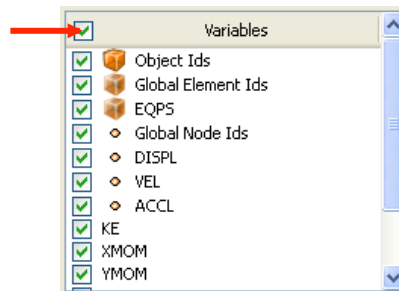 Variables
Object Ids
Global Element Ids
EQPS
Global Node Ids
DISPL
VEL
ACCL
KE
XMOM
YMOM